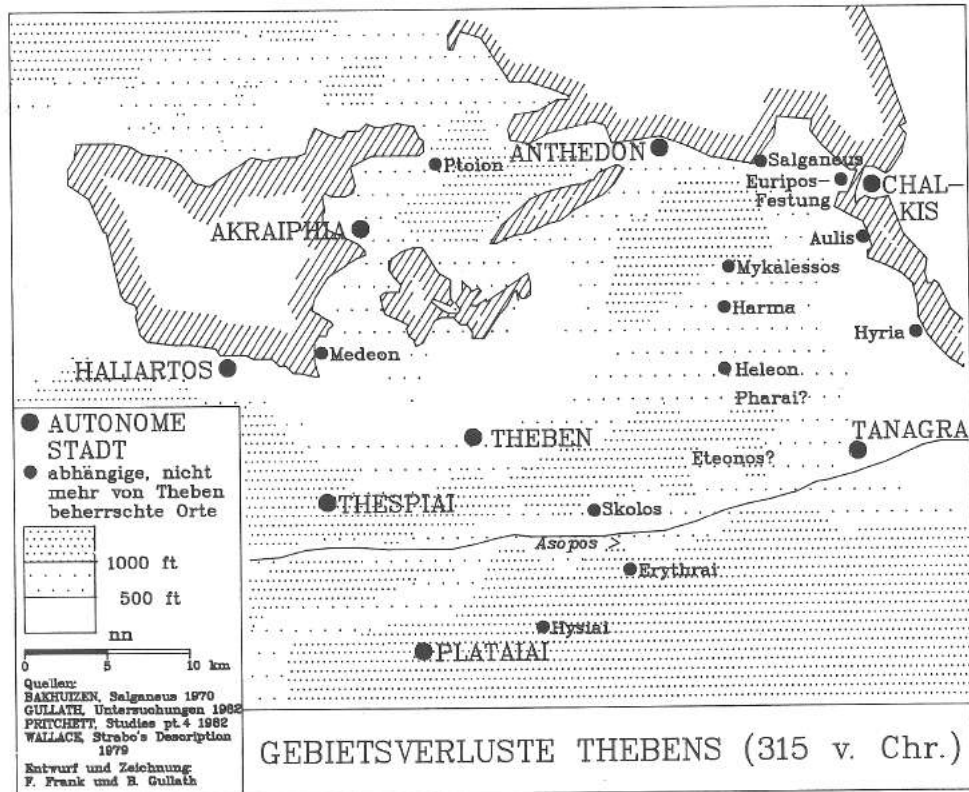 Ptoion
ANTHEDON
Salganeus
Euripos-
Festung
CHAL-
KIS
AKRAIPHIA
Aulis
Mykalessos
Harma
Hyria
Medeon
HALIARTOS
Heleon
Pharai?
THEBEN
TANAGRA
Eteonos?
THESPIAI
Skolos
Asopos >
Erythrai
Hysiai
PLATAIAI
AUTONOME
STADT
abhängige, nicht
mehr von Theben
beherrschte Orte
1000 ft
500 ft
nn
0 5 10 km
Quellen:
BAKHUIZEN, Salganeus 1970
GULLATH, Untersuchungen 1982
PRITCHETT, Studies pt.4 1982
WALLACE, Strabo's Description
1979
Entwurf und Zeichnung:
F. Frank und B. Gullath
GEBIETSVERLUSTE THEBENS (315 v. Chr.)